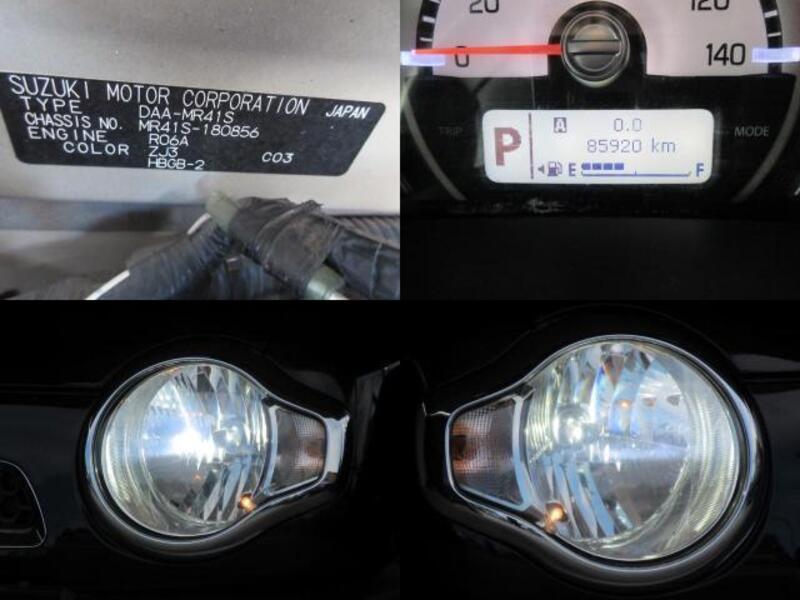 SUZUKI MOTOR CORPORATION JAPAN
TYPE DAA-MR41S
CHASSIS NO. MR41S-180856
ENGINE R06A
COLOR ZJ3
HBGB-2 C03
20 120
0 140
TRIP A 0.0 MODE
P 85920 km
E F